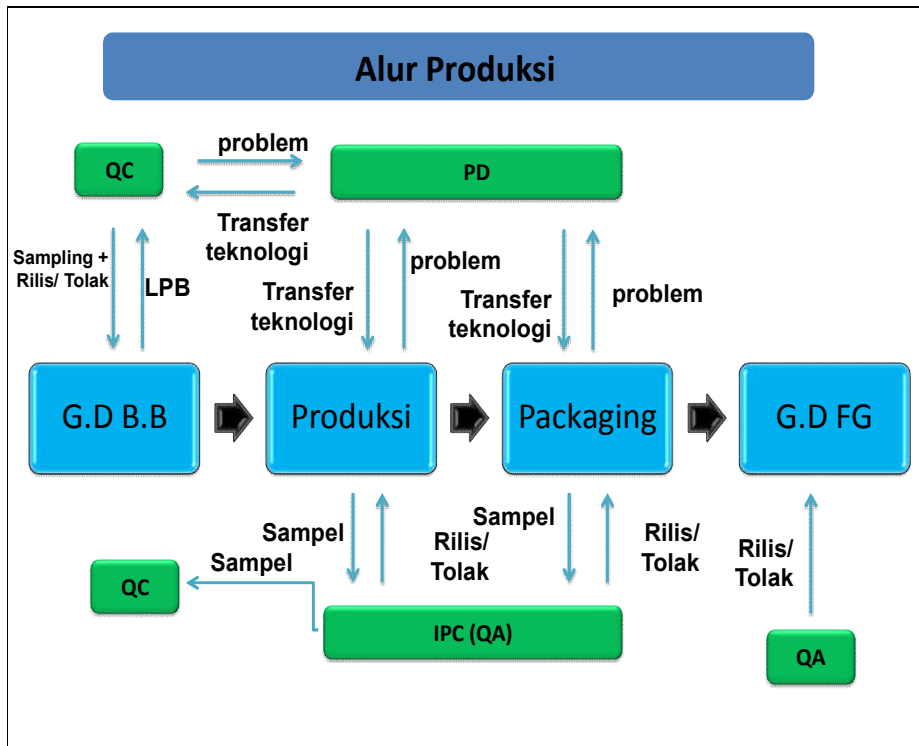 Alur Produksi
problem
QC
PD
Transfer
teknologi
Sampling +
Rilis/ Tolak
LPB
Transfer
teknologi
problem
Transfer
teknologi
problem
G.D B.B
Produksi
Packaging
G.D FG
Sampel
Rilis/
Tolak
Sampel
Rilis/
Tolak
Rilis/
Tolak
Sampel
QC
IPC (QA)
QA